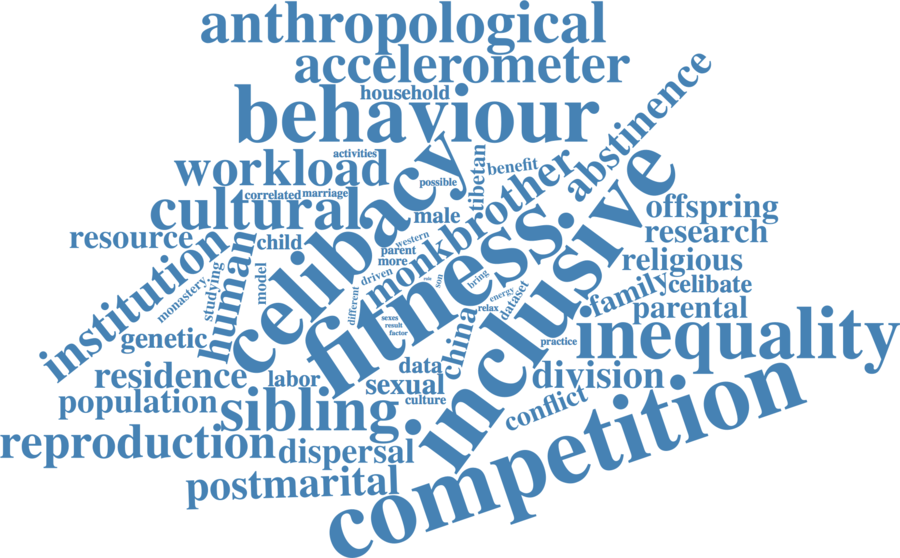 anthropological
accelerometer
household
behaviour
abstinence
activities
workload
celibacy
possible
tibetan
benefit
monkbrother
correlated
marriage
cultural
male
inclusive
offspring
resource
child
western
parent
more
fitness
research
institution
human
religious
monastery
studying
model
driven
different
role
son
bring
energy
dataset
relax
family
celibate
parental
genetic
sexes
result
factor
china
practice
inequality
residence
labor
data
sexual
division
population
sibling
culture
conflict
reproduction
dispersal
competition
postmarital